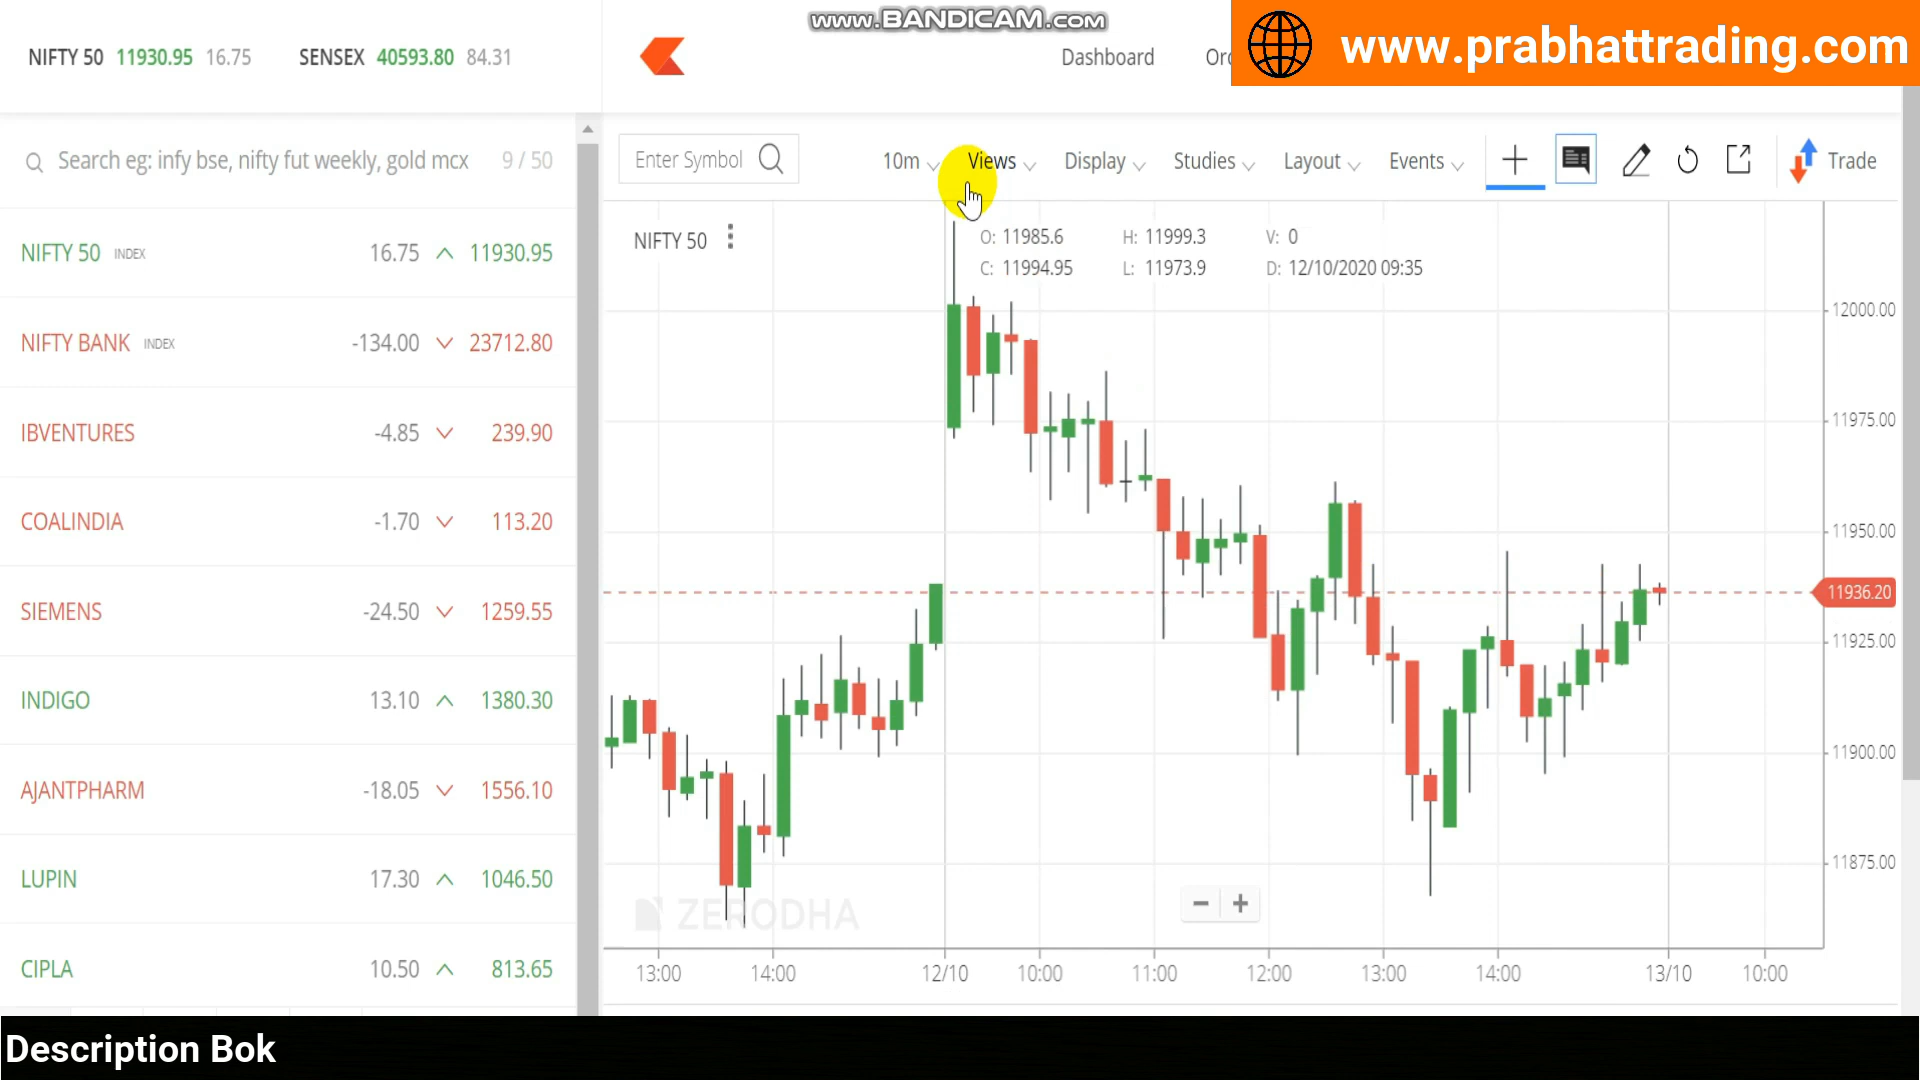 www.BANDICAM.com
www.prabhattrading.com
NIFTY 50 11930.95 16.75 SENSEX 40593.80 84.31
Dashboard
Search eg: infy bse, nifty fut weekly, gold mcx 9 / 50
Enter Symbol 10m Views Display Studies Layout Events Trade
NIFTY 50 INDEX 16.75 11930.95
NIFTY BANK INDEX -134.00 23712.80
IBVENTURES -4.85 239.90
COALINDIA -1.70 113.20
SIEMENS -24.50 1259.55
INDIGO 13.10 1380.30
AJANTPHARM -18.05 1556.10
LUPIN 17.30 1046.50
CIPLA 10.50 813.65
NIFTY 50
O: 11985.6 H: 11999.3 V: 0
C: 11994.95 L: 11973.9 D: 12/10/2020 09:35
12000.00
11975.00
11950.00
11936.20
11925.00
11900.00
11875.00
ZERODHA
13:00 14:00 12/10 10:00 11:00 12:00 13:00 14:00 13/10 10:00
Description Bok